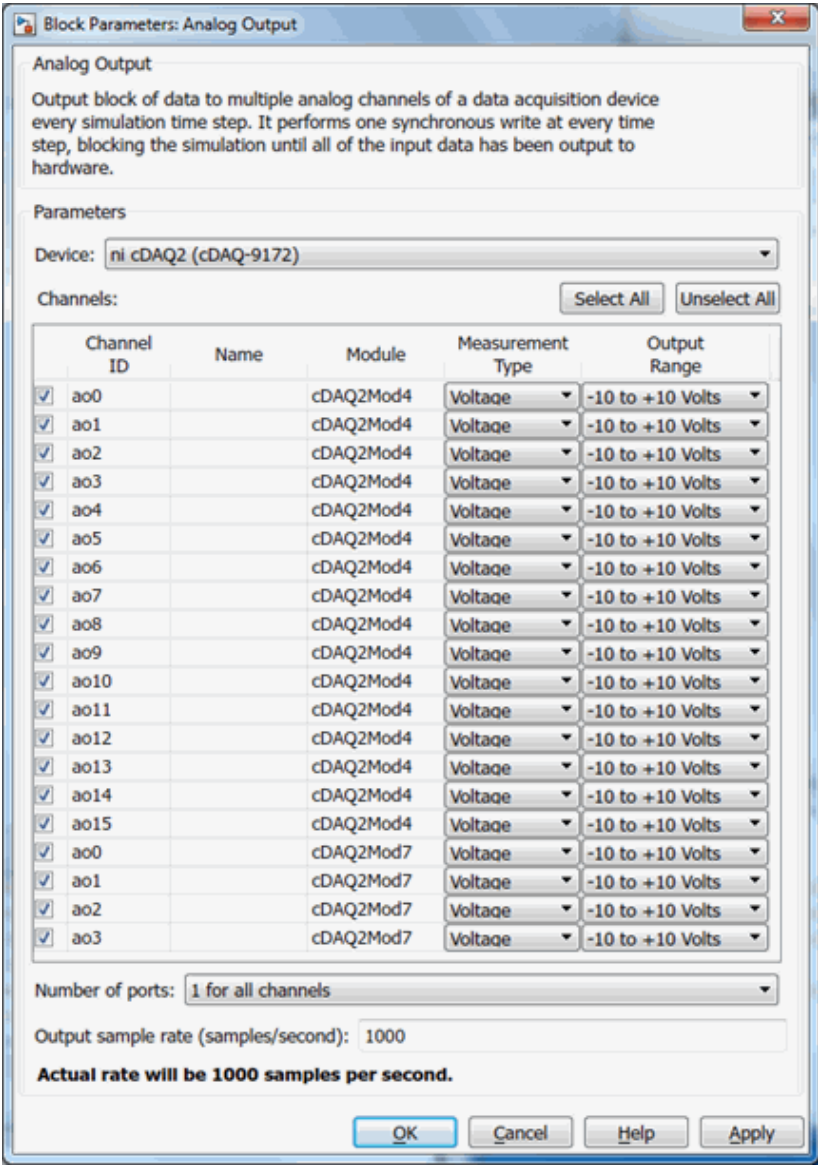 Block Parameters: Analog Output
Analog Output
Output block of data to multiple analog channels of a data acquisition device
every simulation time step. It performs one synchronous write at every time
step, blocking the simulation until all of the input data has been output to
hardware.
Parameters
Device: ni cDAQ2 (cDAQ-9172)
Channels: Select All Unselect All
Channel ID Name Module Measurement Type Output Range
ao0 cDAQ2Mod4 Voltage -10 to +10 Volts
ao1 cDAQ2Mod4 Voltage -10 to +10 Volts
ao2 cDAQ2Mod4 Voltage -10 to +10 Volts
ao3 cDAQ2Mod4 Voltage -10 to +10 Volts
ao4 cDAQ2Mod4 Voltage -10 to +10 Volts
ao5 cDAQ2Mod4 Voltage -10 to +10 Volts
ao6 cDAQ2Mod4 Voltage -10 to +10 Volts
ao7 cDAQ2Mod4 Voltage -10 to +10 Volts
ao8 cDAQ2Mod4 Voltage -10 to +10 Volts
ao9 cDAQ2Mod4 Voltage -10 to +10 Volts
ao10 cDAQ2Mod4 Voltage -10 to +10 Volts
ao11 cDAQ2Mod4 Voltage -10 to +10 Volts
ao12 cDAQ2Mod4 Voltage -10 to +10 Volts
ao13 cDAQ2Mod4 Voltage -10 to +10 Volts
ao14 cDAQ2Mod4 Voltage -10 to +10 Volts
ao15 cDAQ2Mod4 Voltage -10 to +10 Volts
ao0 cDAQ2Mod7 Voltage -10 to +10 Volts
ao1 cDAQ2Mod7 Voltage -10 to +10 Volts
ao2 cDAQ2Mod7 Voltage -10 to +10 Volts
ao3 cDAQ2Mod7 Voltage -10 to +10 Volts
Number of ports: 1 for all channels
Output sample rate (samples/second): 1000
Actual rate will be 1000 samples per second.
OK Cancel Help Apply